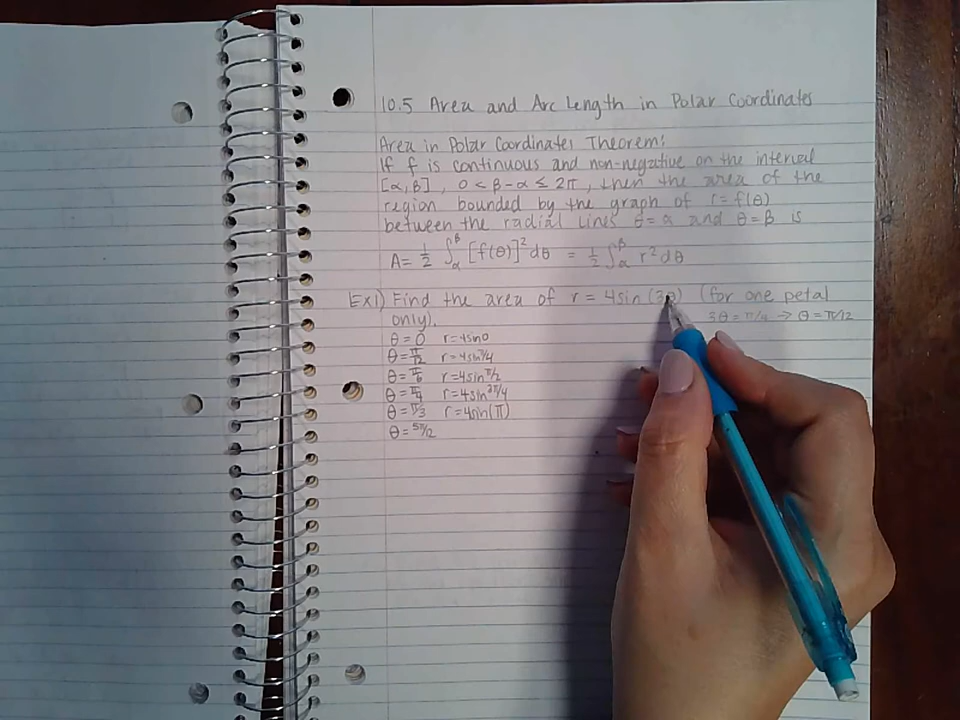 10.5 Area and Arc Length in Polar Coordinates
Area in Polar Coordinates Theorem:
If f is continuous and non-negative on the interval
[α,β], 0 < β-α ≤ 2π, then the area of the
region bounded by the graph of r=f(θ)
between the radial lines θ=α and θ=β is
A = 1/2 ∫_α^β [f(θ)]² dθ = 1/2 ∫_α^β r² dθ
EX1) Find the area of r = 4sin(3θ) (for one petal
only). 3θ = π/4 → θ = π/12
θ = 0 r=4sin0
θ = π/12 r=4sinπ/4
θ = π/6 r=4sinπ/2
θ = π/4 r=4sin3π/4
θ = π/3 r=4sin(π)
θ = 5π/12